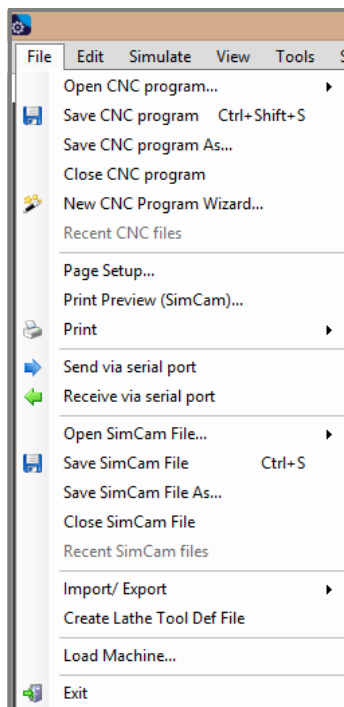 File Edit Simulate View Tools S
Open CNC program...
Save CNC program Ctrl+Shift+S
Save CNC program As...
Close CNC program
New CNC Program Wizard...
Recent CNC files
Page Setup...
Print Preview (SimCam)...
Print
Send via serial port
Receive via serial port
Open SimCam File...
Save SimCam File Ctrl+S
Save SimCam File As...
Close SimCam File
Recent SimCam files
Import/ Export
Create Lathe Tool Def File
Load Machine...
Exit